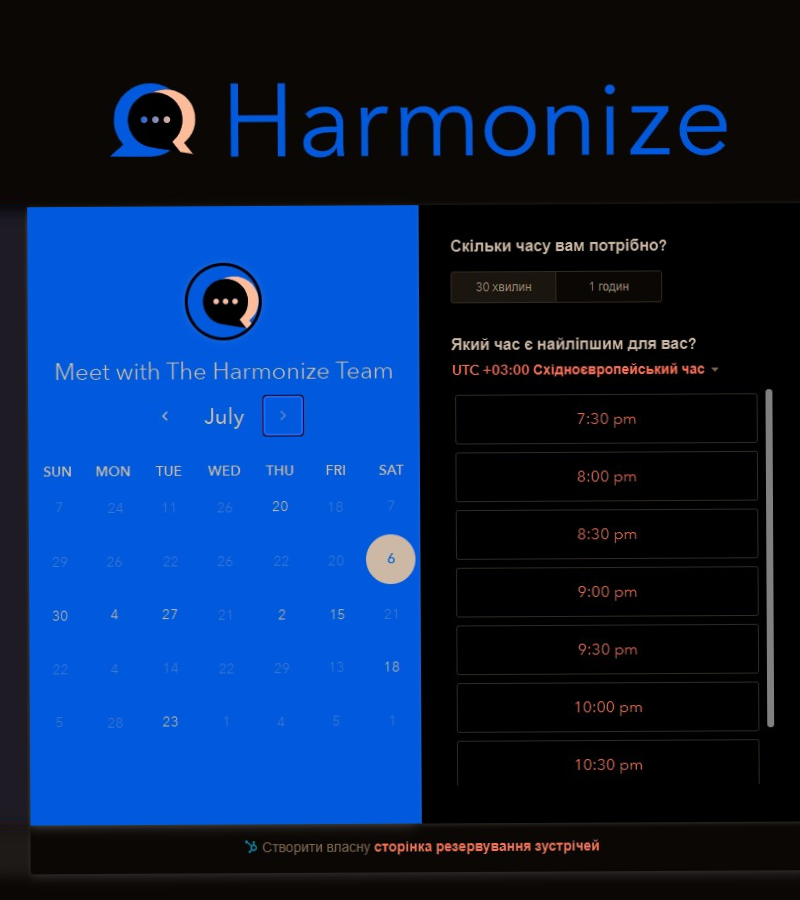 Harmonize
Meet with The Harmonize Team
July
SUN MON TUE WED THU FRI SAT
7 24 11 26 20 18 7
29 26 22 26 22 20 6
30 4 27 21 2 15 21
22 4 14 22 29 13 18
5 28 23 1 4 5 1
Скільки часу вам потрібно?
30 хвилин 1 годин
Який час є найліпшим для вас?
UTC +03:00 Східноєвропейський час
7:30 pm
8:00 pm
8:30 pm
9:00 pm
9:30 pm
10:00 pm
10:30 pm
Створити власну сторінка резервування зустрічей